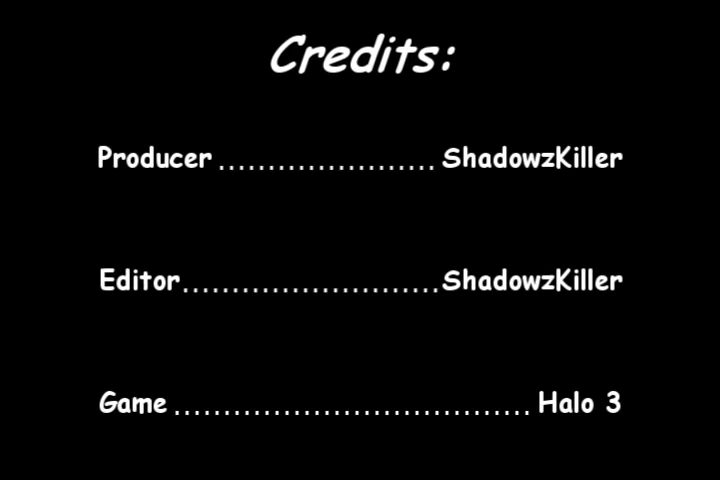 Credits:
Producer ...................... ShadowzKiller
Editor..........................ShadowzKiller
Game .................................... Halo 3